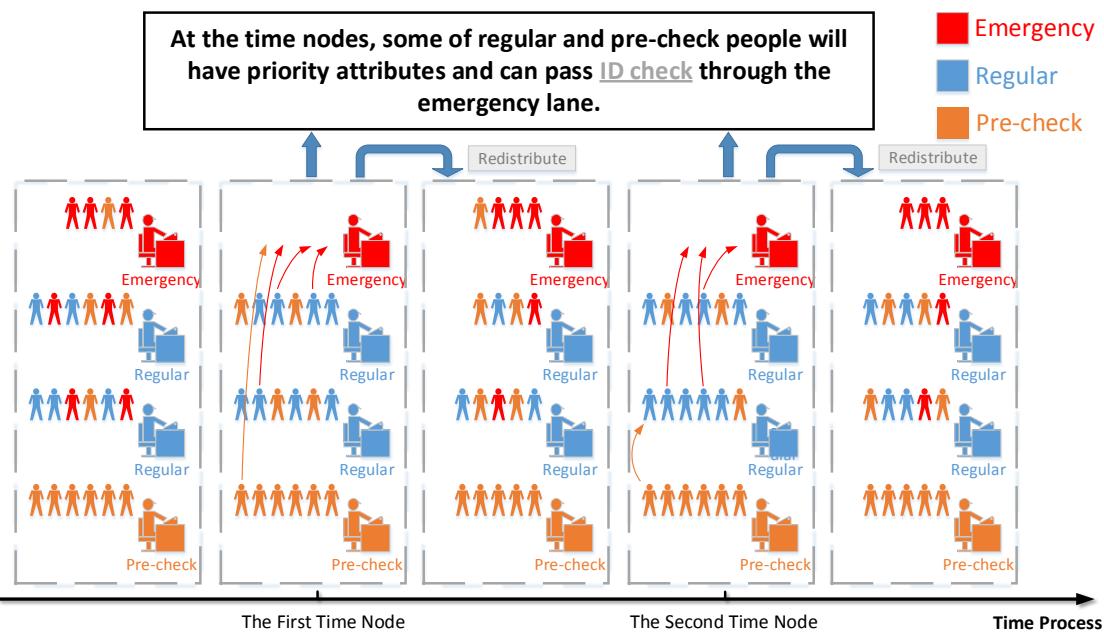 At the time nodes, some of regular and pre-check people will
have priority attributes and can pass ID check through the
emergency lane.
Emergency
Regular
Pre-check
Redistribute
Redistribute
Emergency
Emergency
Emergency
Emergency
Emergency
Regular
Regular
Regular
Regular
Regular
Regular
Regular
Regular
Regular
Regular
Pre-check
Pre-check
Pre-check
Pre-check
Pre-check
The First Time Node
The Second Time Node
Time Process